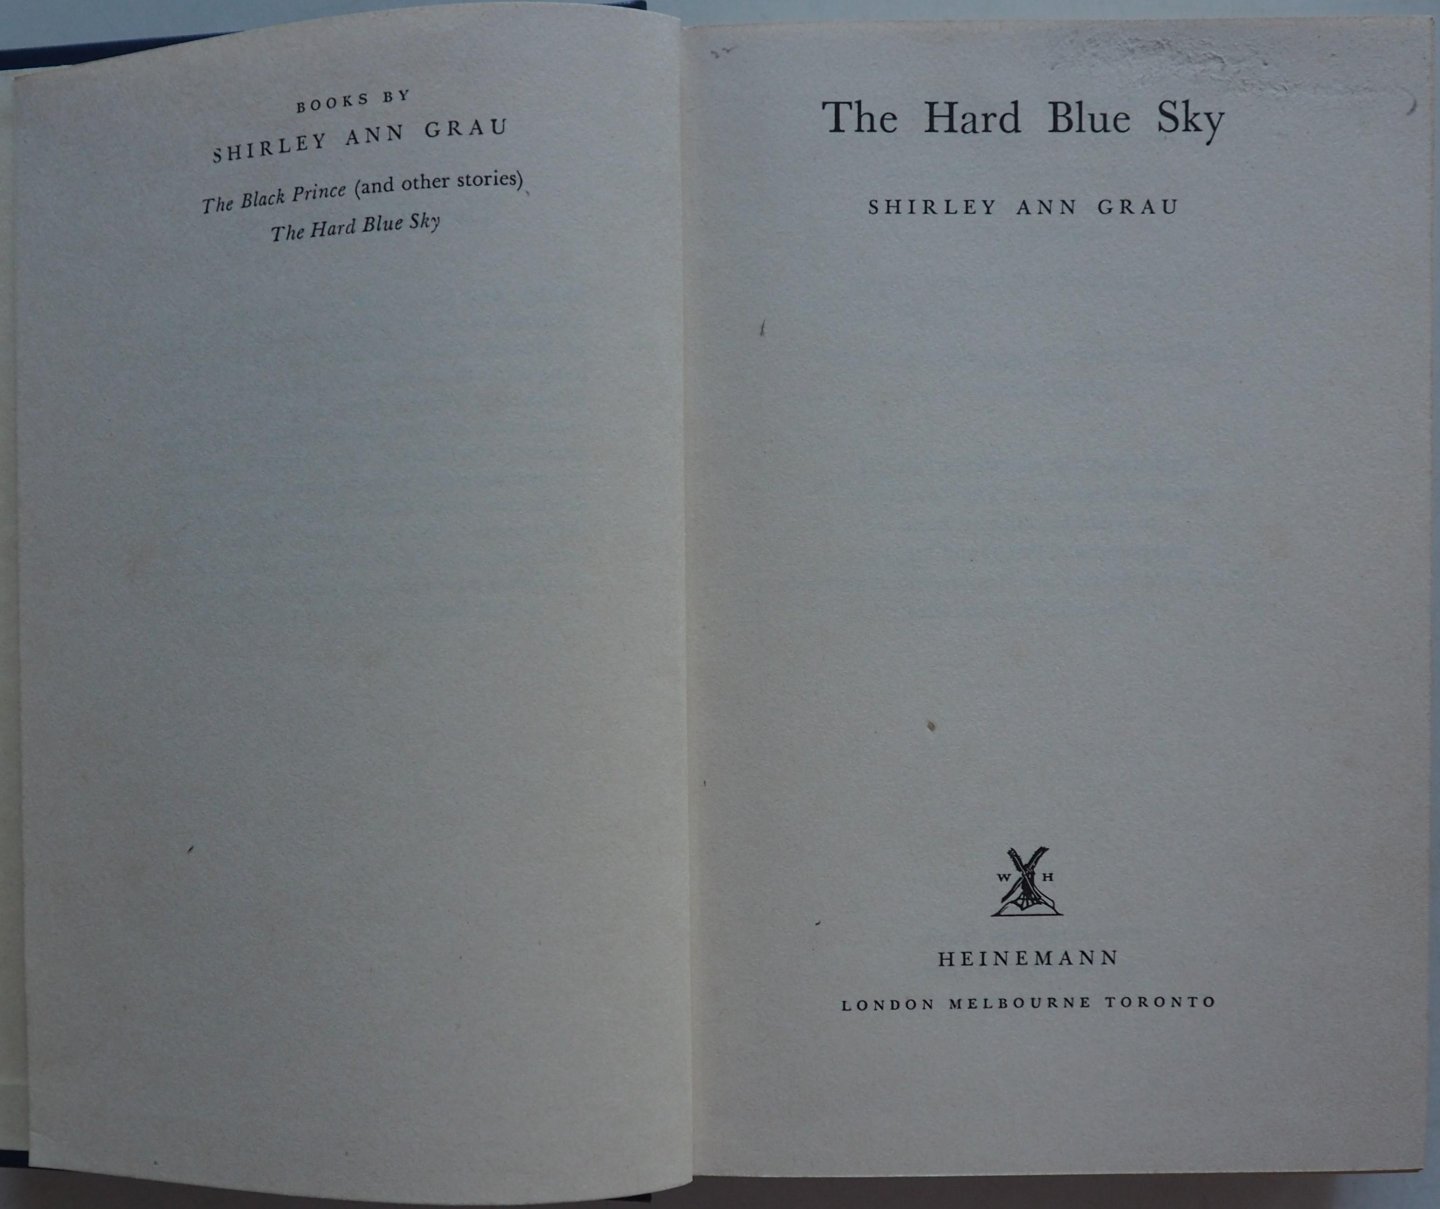 BOOKS BY
SHIRLEY ANN GRAU
The Black Prince (and other stories)
The Hard Blue Sky
The Hard Blue Sky
SHIRLEY ANN GRAU
W H
HEINEMANN
LONDON MELBOURNE TORONTO